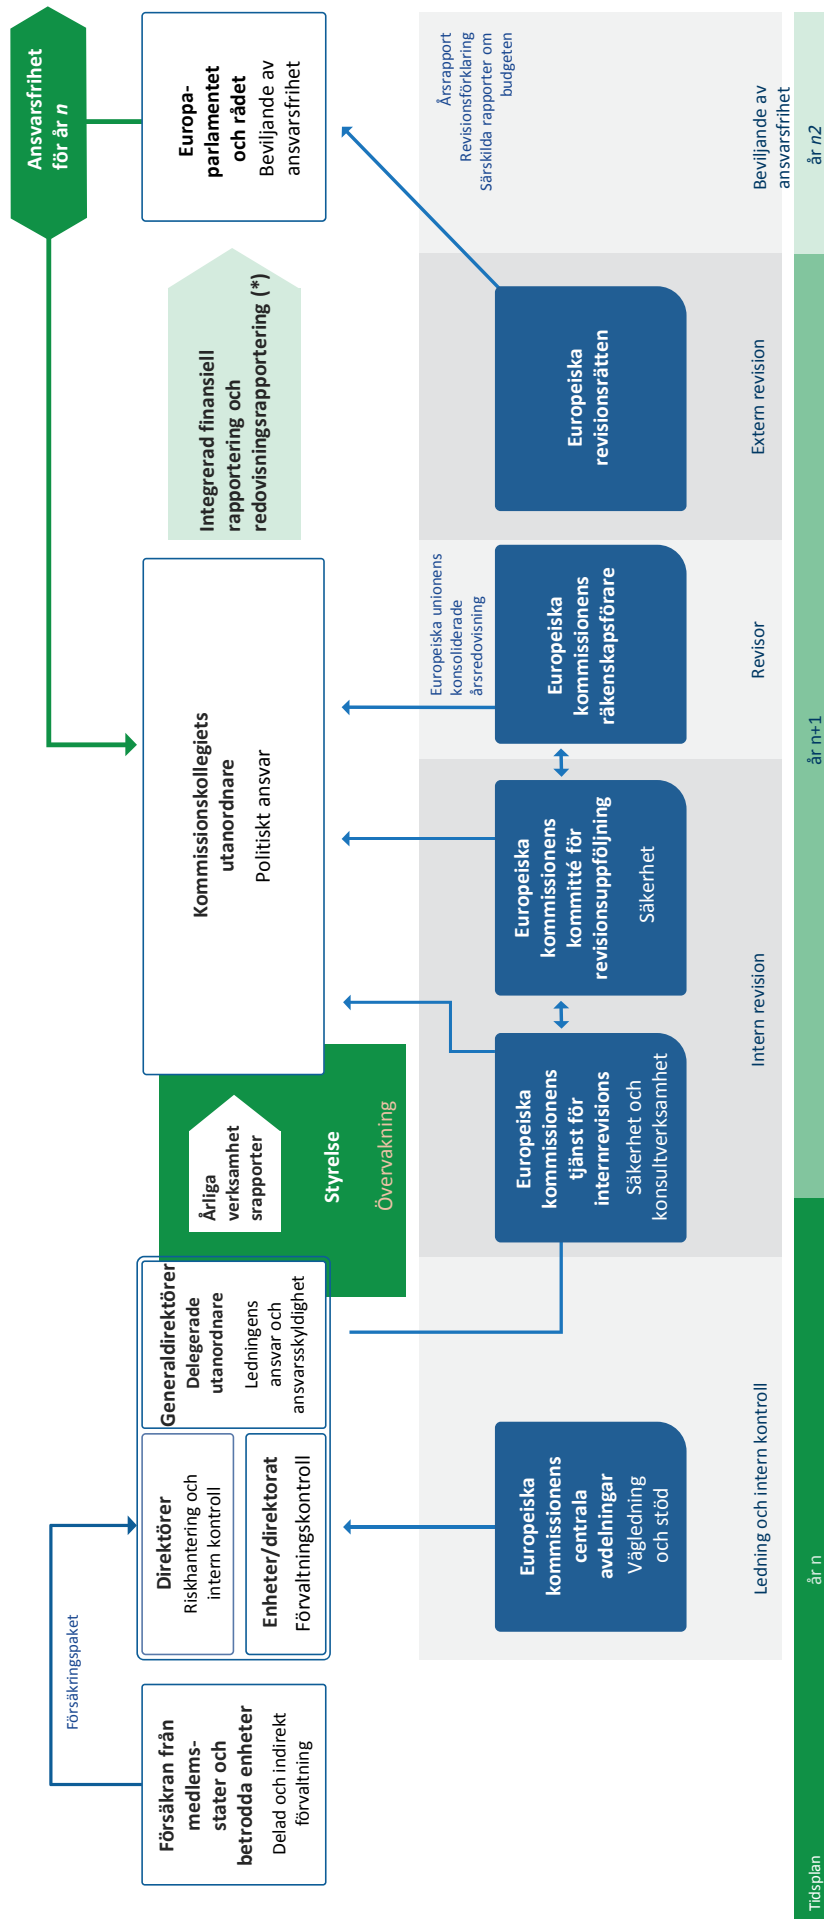 Försäkringspaket
Försäkran från
medlems-
stater och
betrodda enheter
Delad och indirekt
förvaltning
Direktörer
Riskhantering och
intern kontroll
Enheter/direktorat
Förvaltningskontroll
Generaldirektörer
Delegerade
utanordnare
Ledningens
ansvar och
ansvarsskyldighet
Årliga
verksamhet
srapporter
Styrelse
Övervakning
Kommissionskollegiets
utanordnare
Politiskt ansvar
Integrerad finansiell
rapportering och
redovisningsrapportering (*)
Ansvarsfrihet
för år n
Europa-
parlamentet
och rådet
Beviljande av
ansvarsfrihet
Europeiska
kommissionens
centrala
avdelningar
Vägledning
och stöd
Ledning och intern kontroll
Europeiska
kommissionens
tjänst för
internrevisions
Säkerhet och
konsultverksamhet
Europeiska
kommissionens
kommitté för
revisionsuppföljning
Säkerhet
Intern revision
Europeiska unionens
konsoliderade
årsredovisning
Europeiska
kommissionens
räkenskapsförare
Revisor
Europeiska
revisionsrätten
Extern revision
Årsrapport
Revisionsförklaring
Särskilda rapporter om
budgeten
Beviljande av
ansvarsfrihet
Tidsplan
år n
år n+1
år n2